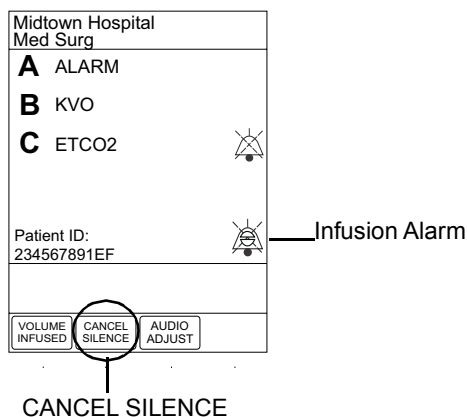 Midtown Hospital
Med Surg
A ALARM
B KVO
C ETCO2
Patient ID:
234567891EF
Infusion Alarm
VOLUME INFUSED
CANCEL SILENCE
AUDIO ADJUST
CANCEL SILENCE